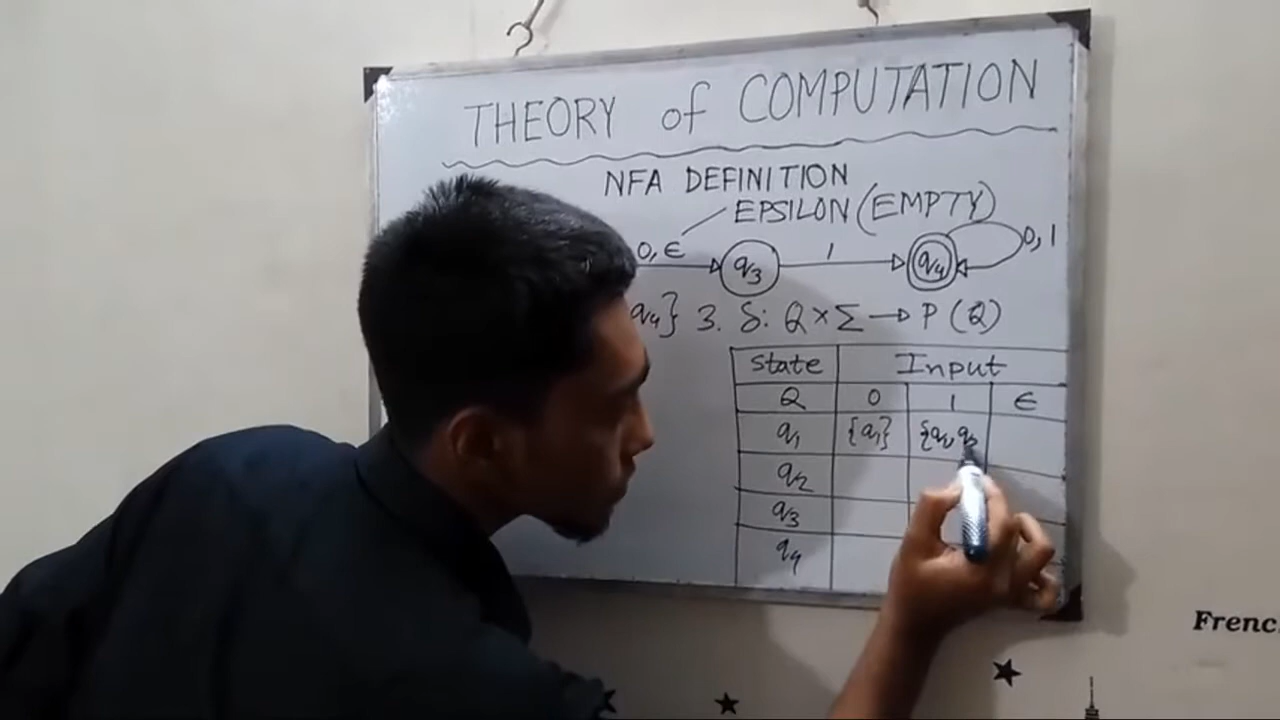 THEORY of COMPUTATION
NFA DEFINITION
EPSILON (EMPTY)
0, ϵ q3 1 q4 0, 1
q4} 3. δ: Q × Σ → P (Q)
State Input
Q 0 1 ϵ
q1 {q1} {q1, q2
q2
q3
q4
Frenc